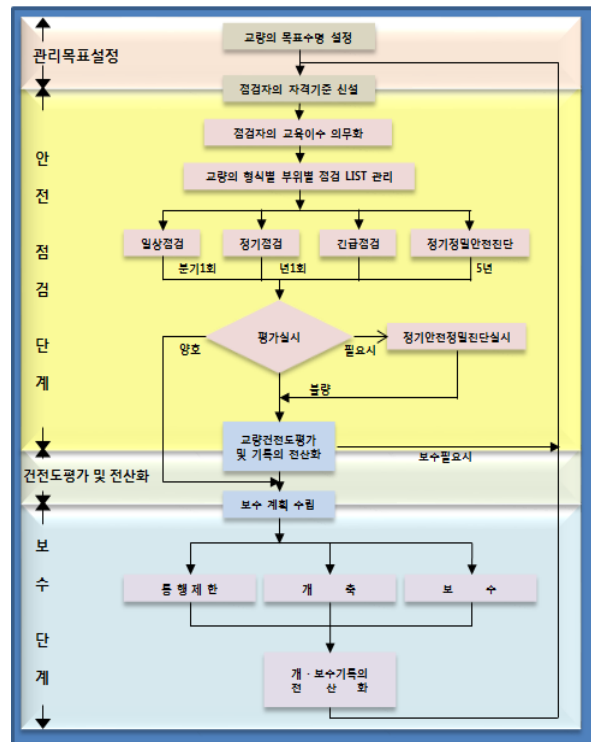 교량의 목표수명 설정
관리목표설정
점검자의 자격기준 신설
점검자의 교육이수 의무화
교량의 형식별 부위별 점검 LIST 관리
안전 점검 단계
일상점검
정기점검
긴급점검
정기정밀안전진단
분기1회
년1회
5년
평가실시
양호
필요시
정기안전정밀진단실시
불량
교량건전도평가
및 기록의 전산화
보수필요시
건전도평가 및 전산화
보수 계획 수립
보수 단계
통행제한
개 축
보 수
개·보수기록의
전 산 화